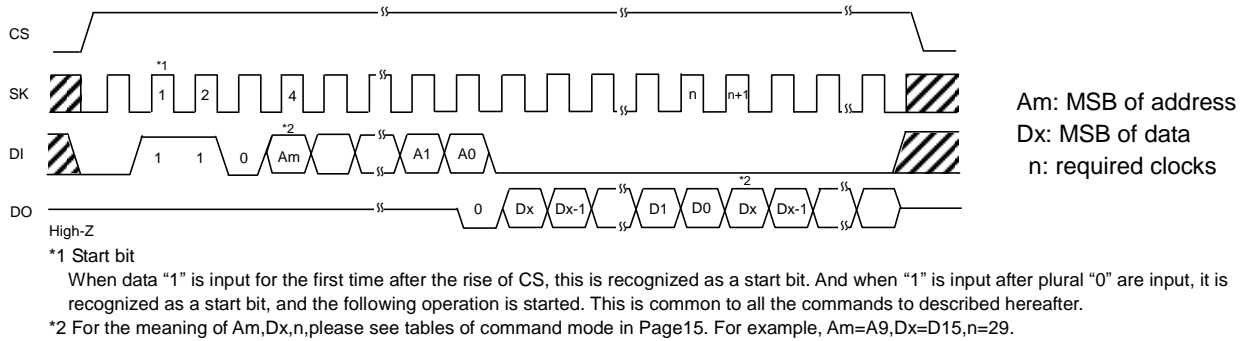 CS
*1
SK 1 2 4 n n+1
*2
DI 1 1 0 Am A1 A0
*2
DO 0 Dx Dx-1 D1 D0 Dx Dx-1
High-Z
Am: MSB of address
Dx: MSB of data
n: required clocks
*1 Start bit
When data “1” is input for the first time after the rise of CS, this is recognized as a start bit. And when “1” is input after plural “0” are input, it is
recognized as a start bit, and the following operation is started. This is common to all the commands to described hereafter.
*2 For the meaning of Am,Dx,n,please see tables of command mode in Page15. For example, Am=A9,Dx=D15,n=29.